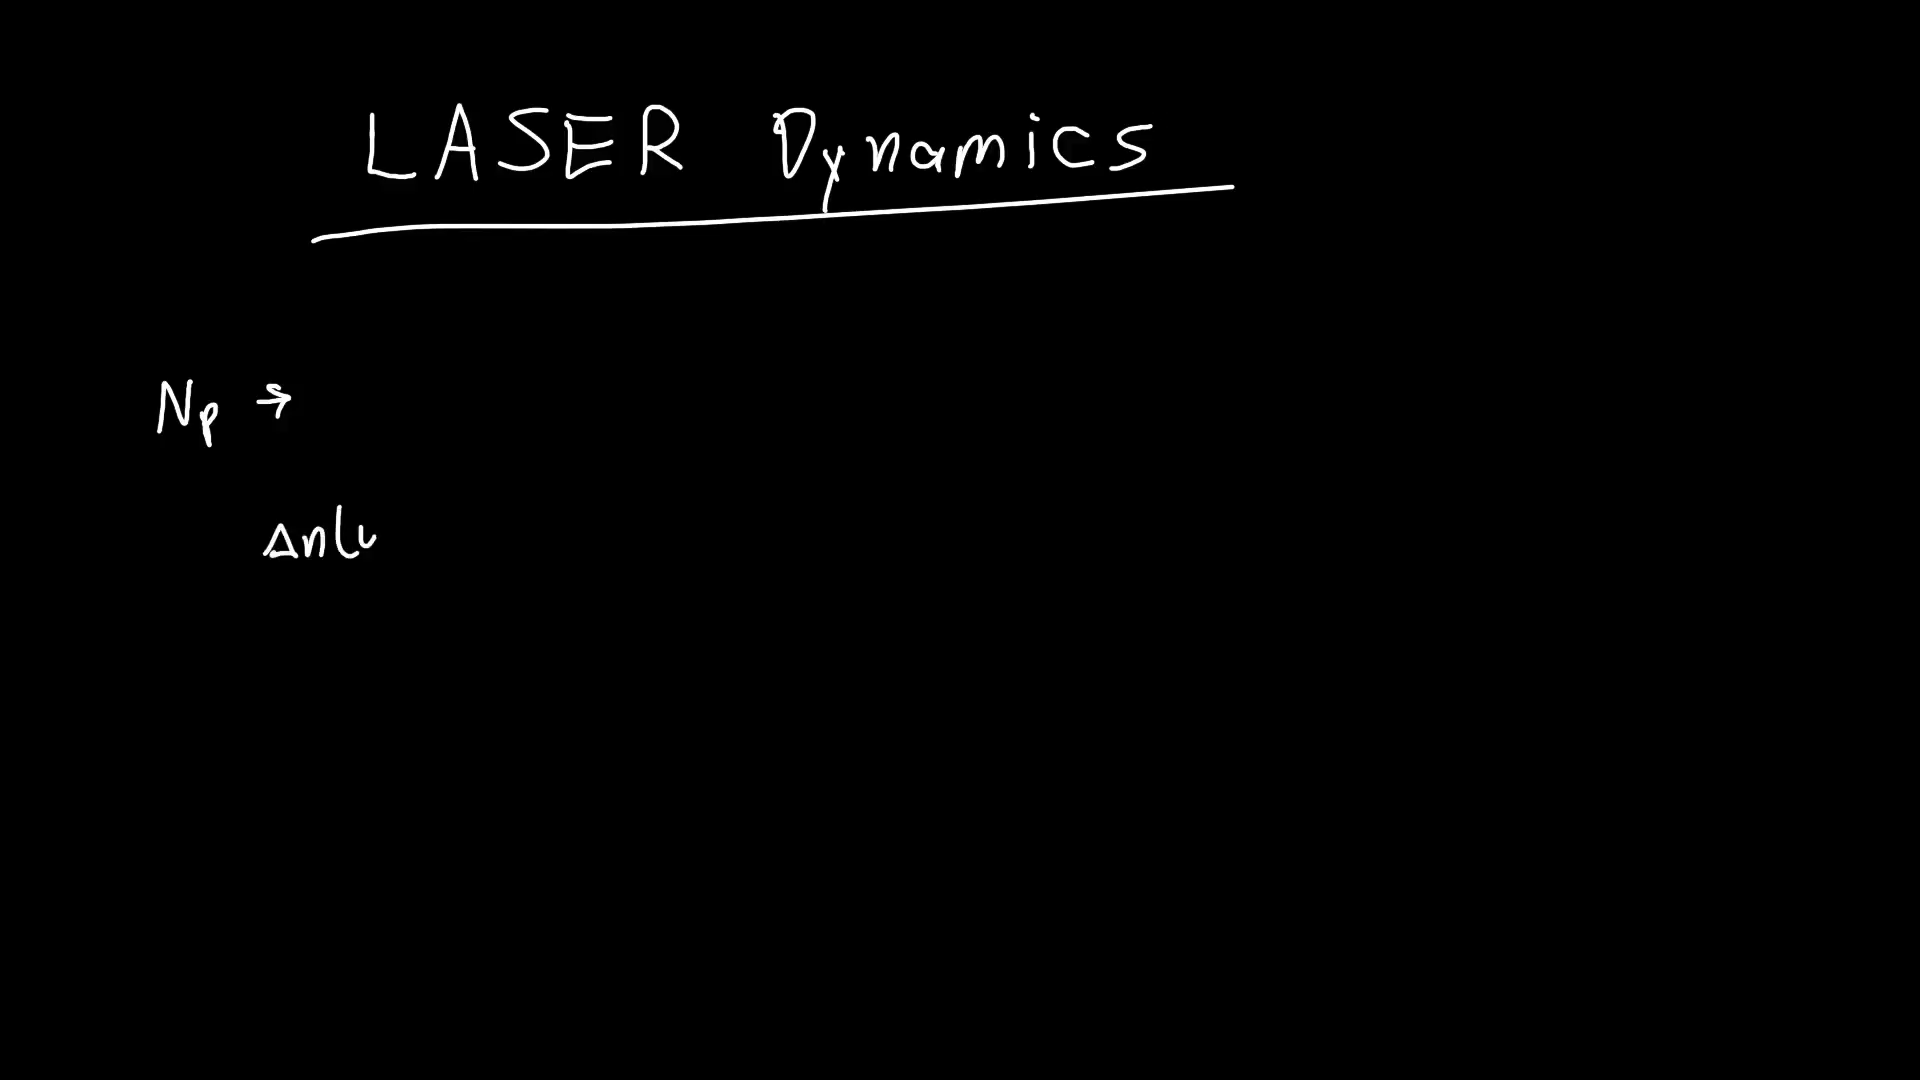 LASER Dynamics
Np →
Δn(